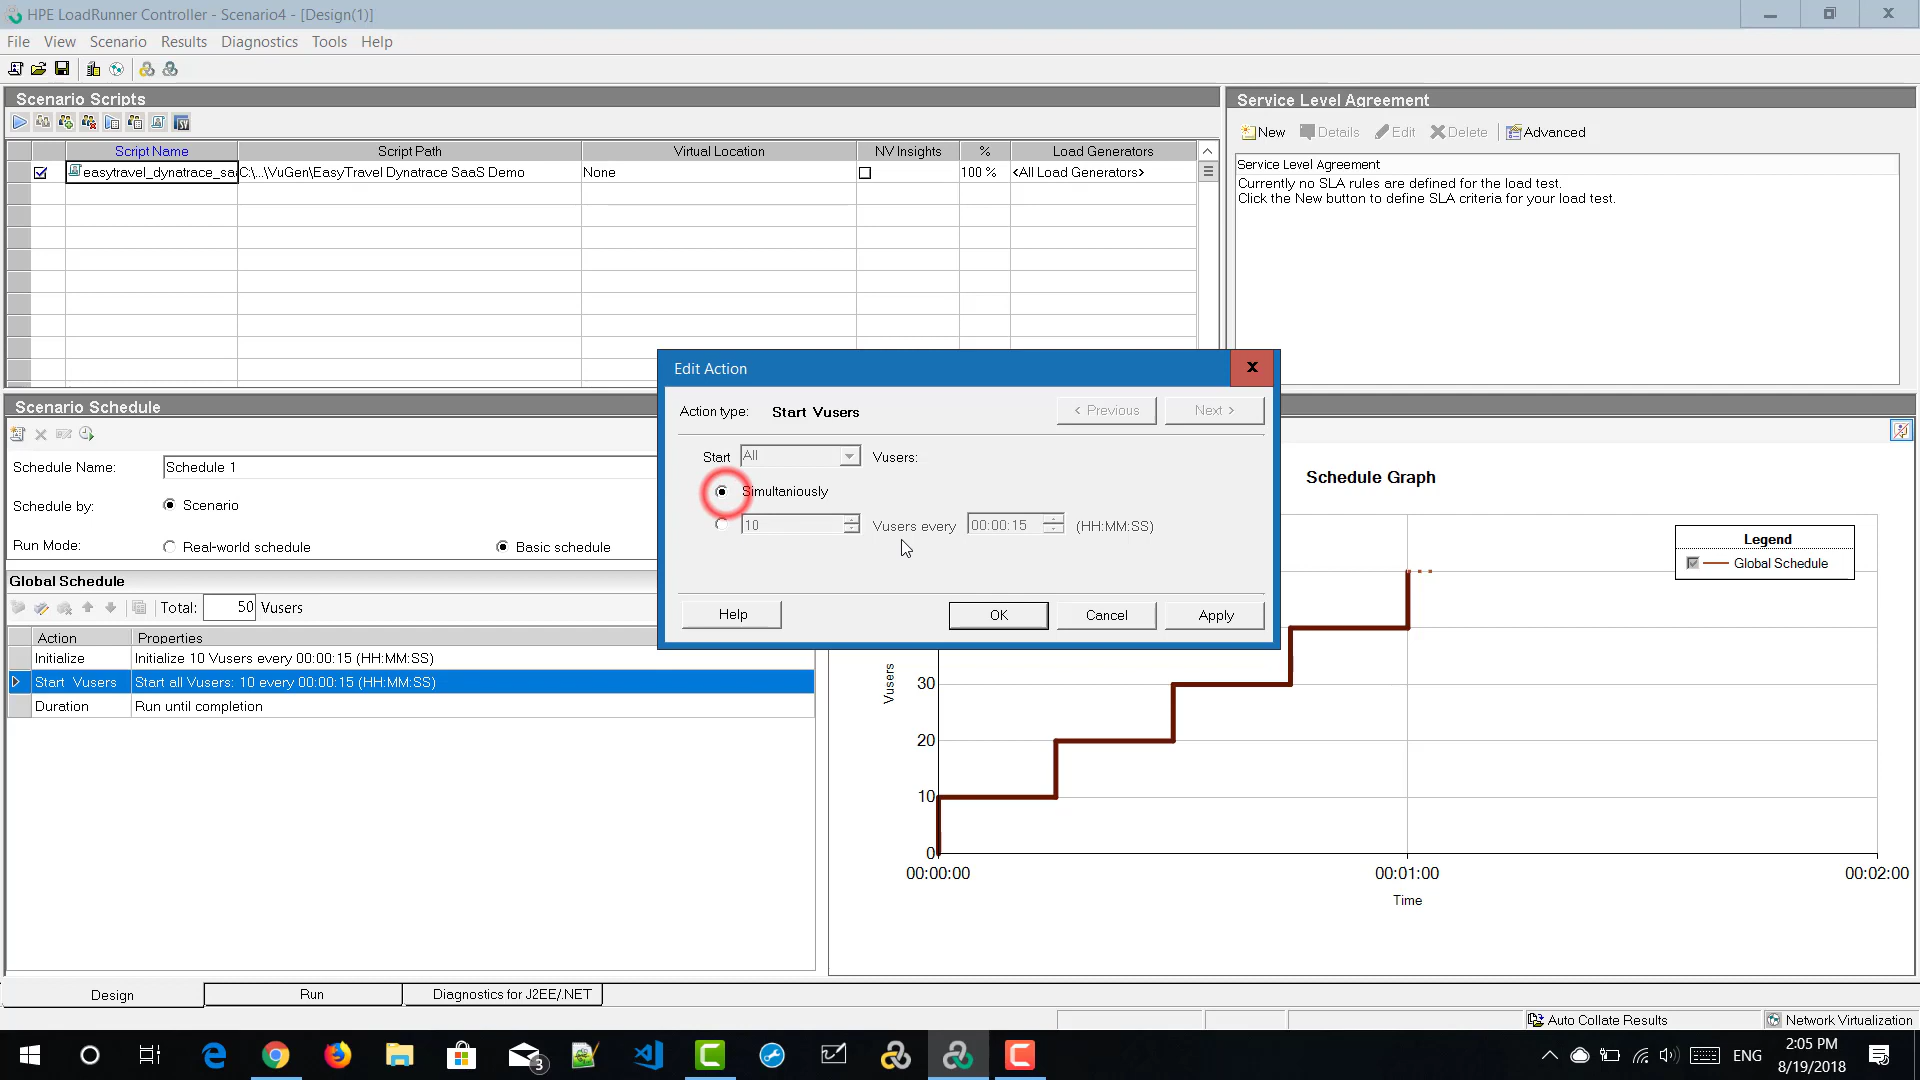 HPE LoadRunner Controller - Scenario4 - [Design(1)]
File View Scenario Results Diagnostics Tools Help
Scenario Scripts
Script Name Script Path Virtual Location NV Insights % Load Generators
easytravel_dynatrace_saa C:\...\VuGen\EasyTravel Dynatrace SaaS Demo None 100 % <All Load Generators>
Service Level Agreement
New Details Edit Delete Advanced
Service Level Agreement
Currently no SLA rules are defined for the load test.
Click the New button to define SLA criteria for your load test.
Edit Action
Action type: Start Vusers < Previous Next >
Start All Vusers:
Simultaniously
10 Vusers every 00:00:15 (HH:MM:SS)
Help OK Cancel Apply
Scenario Schedule
Schedule Name: Schedule 1
Schedule by: Scenario
Run Mode: Real-world schedule Basic schedule
Global Schedule
Total: 50 Vusers
Action Properties
Initialize Initialize 10 Vusers every 00:00:15 (HH:MM:SS)
Start Vusers Start all Vusers: 10 every 00:00:15 (HH:MM:SS)
Duration Run until completion
Schedule Graph
Legend
Global Schedule
Vusers
30
20
10
0
00:00:00 00:01:00 00:02:00
Time
Design Run Diagnostics for J2EE/.NET
Auto Collate Results Network Virtualization
3
ENG
2:05 PM
8/19/2018